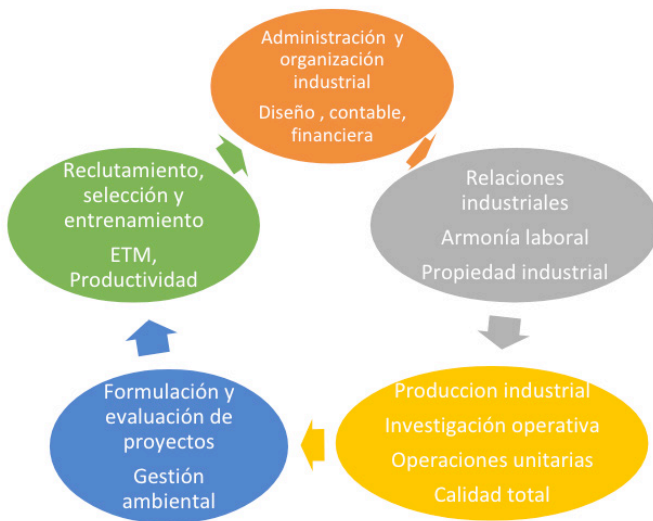 Administración y
organización
industrial
Diseño , contable,
financiera
Relaciones
industriales
Armonía laboral
Propiedad industrial
Produccion industrial
Investigación operativa
Operaciones unitarias
Calidad total
Formulación y
evaluación de
proyectos
Gestión
ambiental
Reclutamiento,
selección y
entrenamiento
ETM,
Productividad